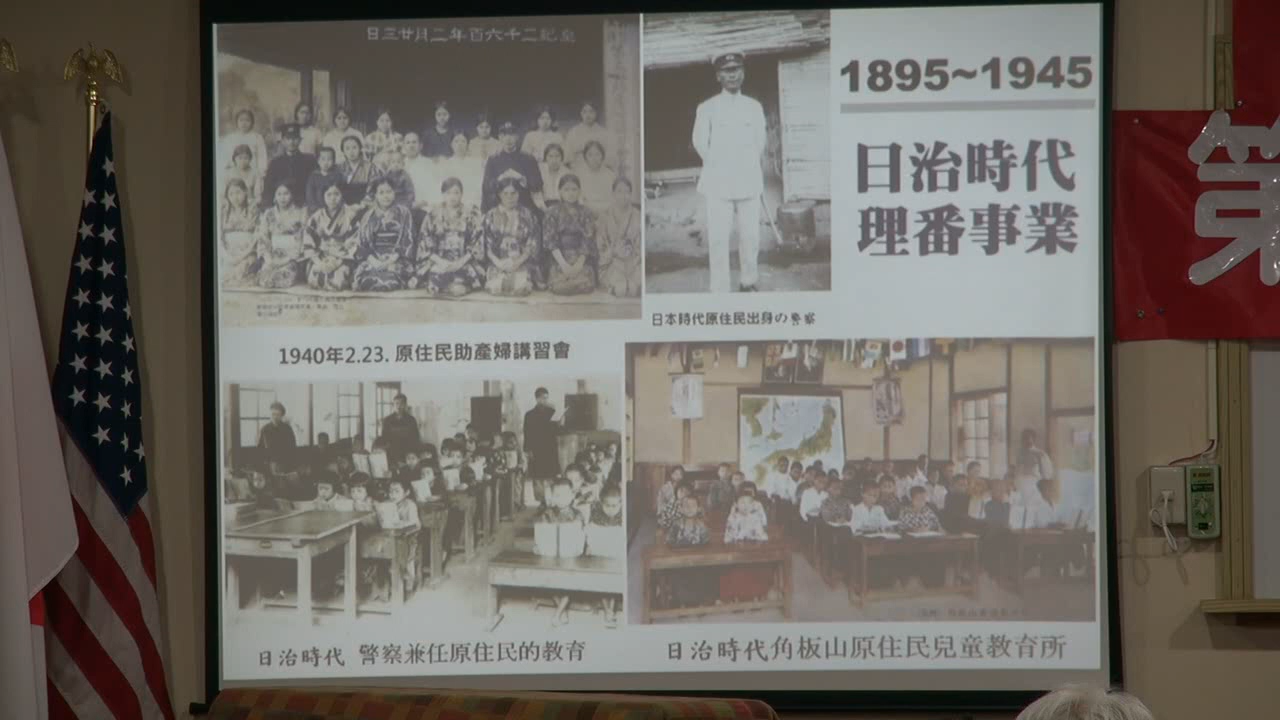 日三廿月二年百六千二記皇
1895~1945
日治時代
理番事業
日本時代原住民出身の警察
1940年2.23. 原住民助產婦講習會
日治時代 警察兼任原住民的教育
日治時代角板山原住民兒童教育所
第